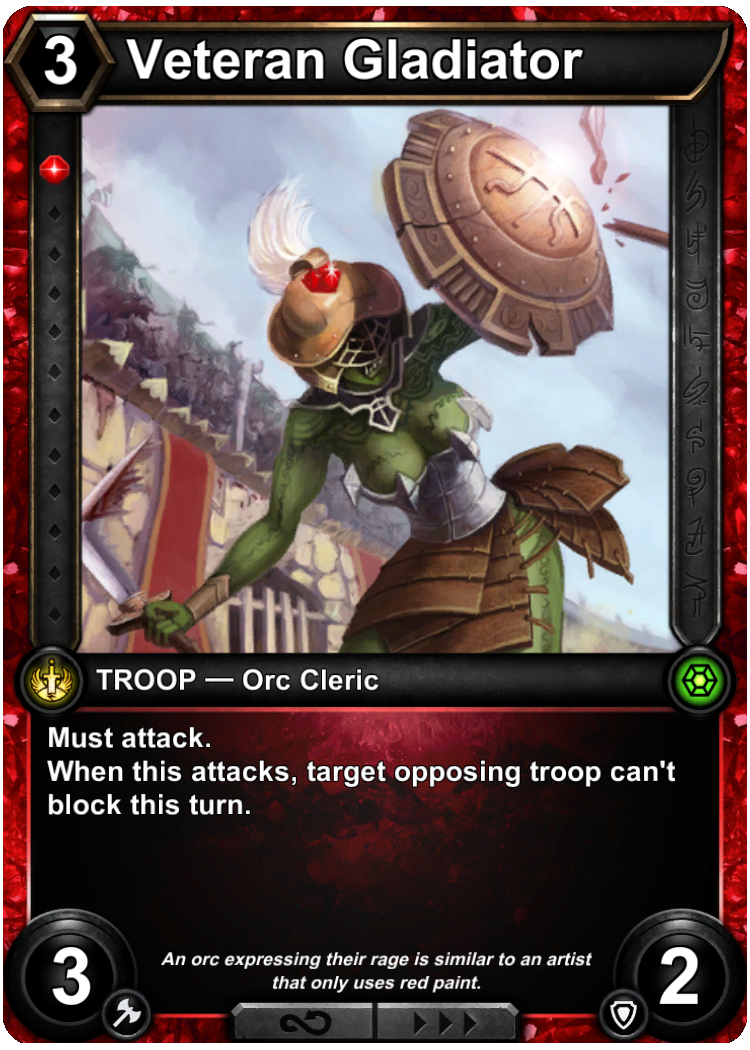 3 Veteran Gladiator
TROOP — Orc Cleric
Must attack.
When this attacks, target opposing troop can't
block this turn.
An orc expressing their rage is similar to an artist
that only uses red paint.
3
2